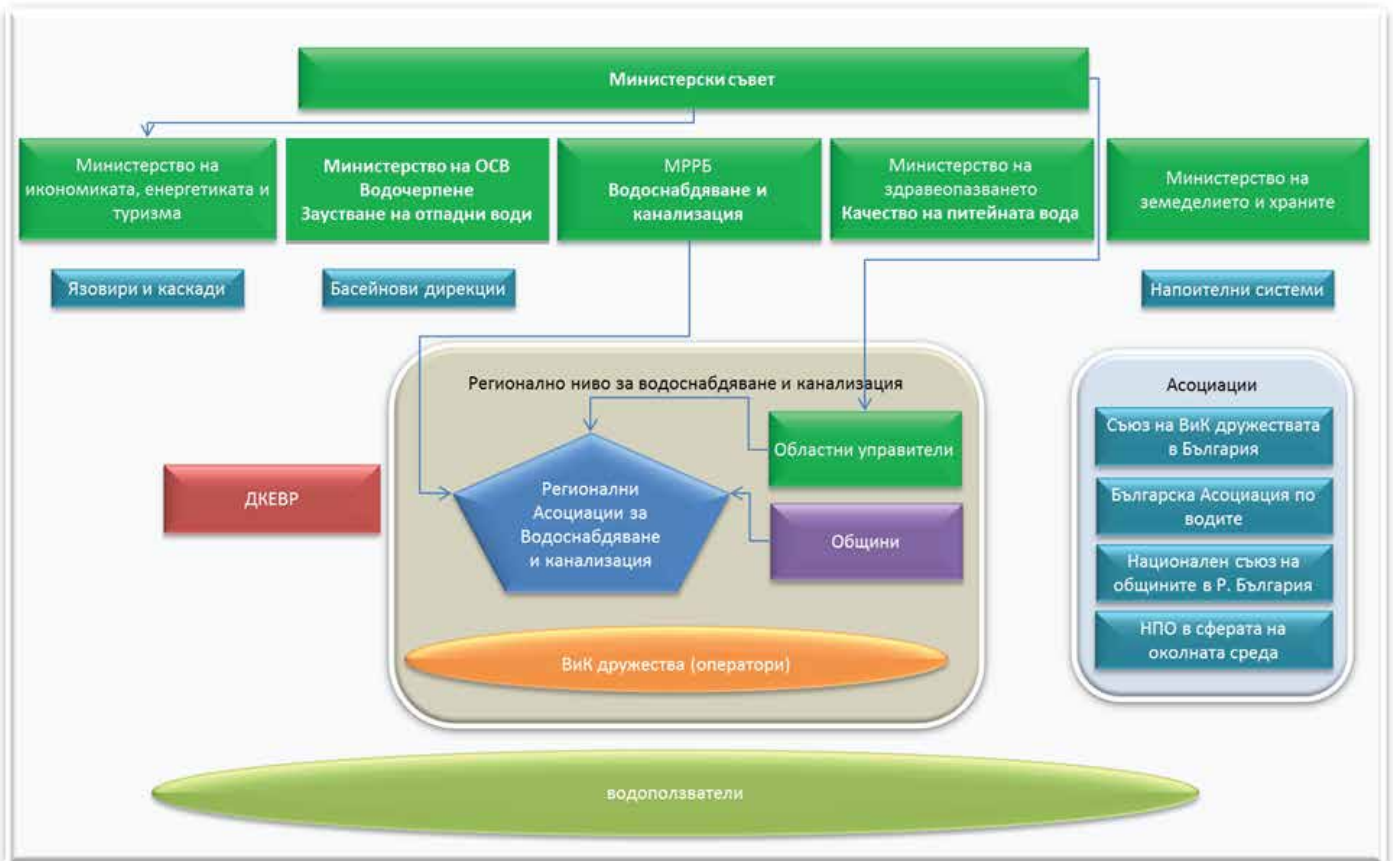 Министерски съвет
Министерство на
икономиката, енергетиката и
туризма
Министерство на ОСВ
Водочерпене
Заустване на отпадни води
МРРБ
Водоснабдяване и
канализация
Министерство на
здравеопазването
Качество на питейната вода
Министерство на
земеделието и храните
Язовири и каскади
Басейнови дирекции
Напоителни системи
Регионално ниво за водоснабдяване и канализация
Областни управители
ДКЕВР
Регионални
Асоциации за
Водоснабдяване
и канализация
Общини
ВиК дружества (оператори)
Асоциации
Съюз на ВиК дружествата
в България
Българска Асоциация по
водите
Национален съюз на
общините в Р. България
НПО в сферата на
околната среда
водоползватели